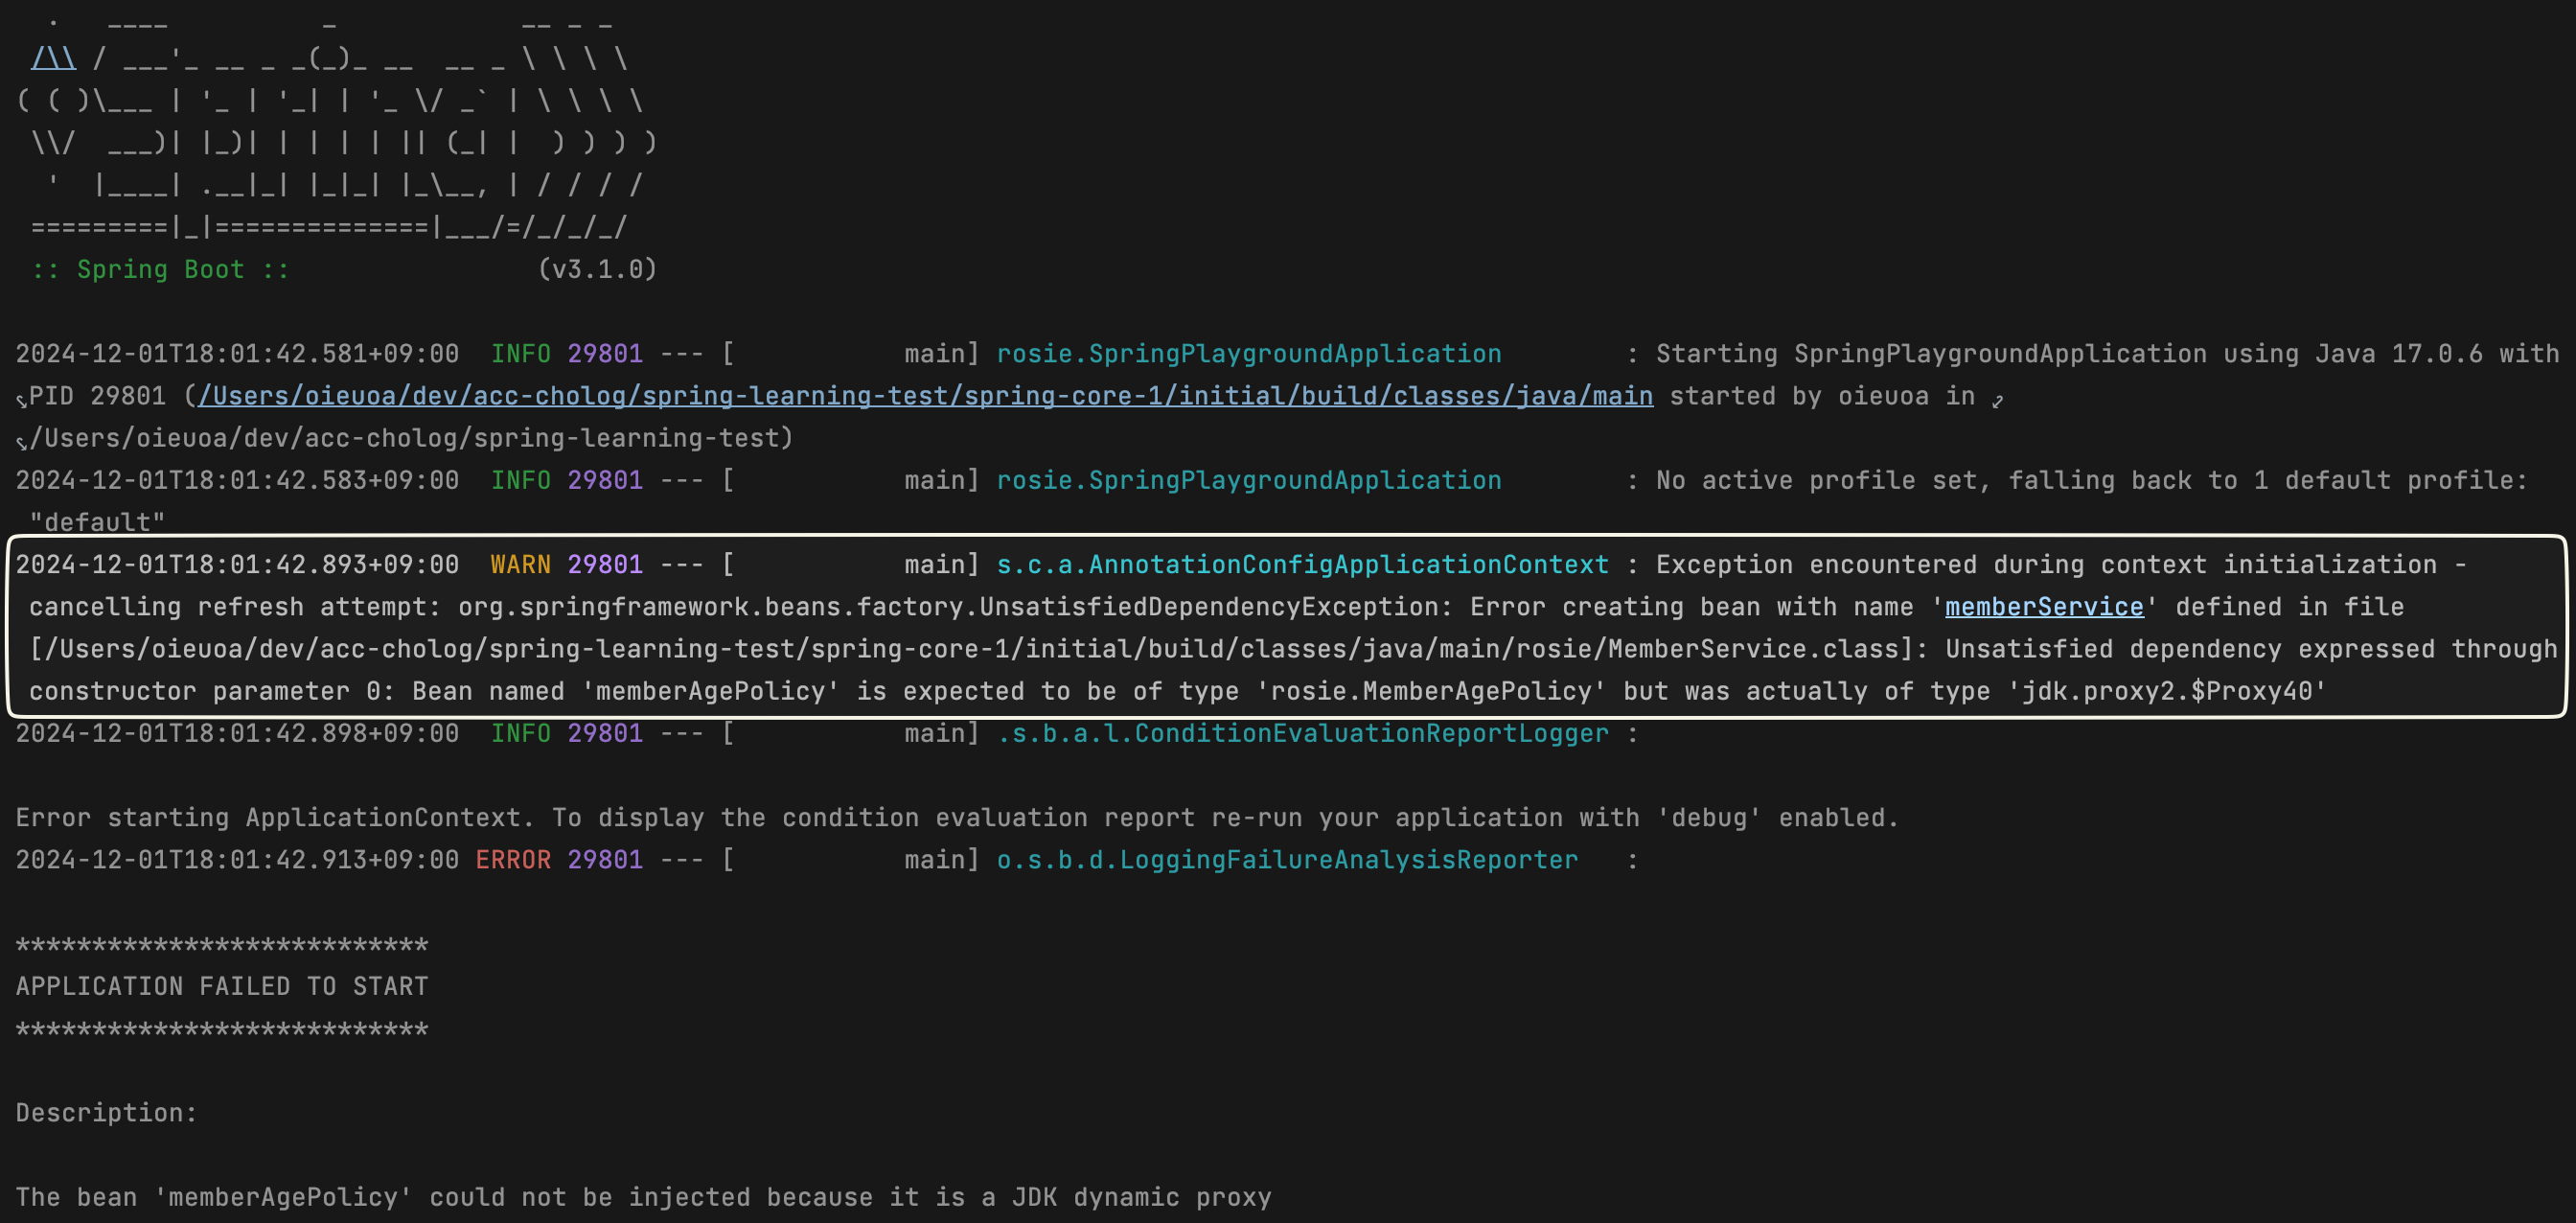 .   ____          _            __ _ _
 /\\ / ___'_ __ _ _(_)_ __  __ _ \ \ \ \
( ( )\___ | '_ | '_| | '_ \/ _` | \ \ \ \
 \\/  ___)| |_)| | | | | || (_| |  ) ) ) )
  '  |____| .__|_| |_|_| |_\__, | / / / /
 =========|_|==============|___/=/_/_/_/
 :: Spring Boot ::                (v3.1.0)
2024-12-01T18:01:42.581+09:00  INFO 29801 --- [           main] rosie.SpringPlaygroundApplication        : Starting SpringPlaygroundApplication using Java 17.0.6 with
PID 29801 (/Users/oieuoa/dev/acc-cholog/spring-learning-test/spring-core-1/initial/build/classes/java/main started by oieuoa in
/Users/oieuoa/dev/acc-cholog/spring-learning-test)
2024-12-01T18:01:42.583+09:00  INFO 29801 --- [           main] rosie.SpringPlaygroundApplication        : No active profile set, falling back to 1 default profile:
"default"
2024-12-01T18:01:42.893+09:00  WARN 29801 --- [           main] s.c.a.AnnotationConfigApplicationContext : Exception encountered during context initialization -
cancelling refresh attempt: org.springframework.beans.factory.UnsatisfiedDependencyException: Error creating bean with name 'memberService' defined in file
[/Users/oieuoa/dev/acc-cholog/spring-learning-test/spring-core-1/initial/build/classes/java/main/rosie/MemberService.class]: Unsatisfied dependency expressed through
constructor parameter 0: Bean named 'memberAgePolicy' is expected to be of type 'rosie.MemberAgePolicy' but was actually of type 'jdk.proxy2.$Proxy40'
2024-12-01T18:01:42.898+09:00  INFO 29801 --- [           main] .s.b.a.l.ConditionEvaluationReportLogger :
Error starting ApplicationContext. To display the condition evaluation report re-run your application with 'debug' enabled.
2024-12-01T18:01:42.913+09:00 ERROR 29801 --- [           main] o.s.b.d.LoggingFailureAnalysisReporter   :
***************************
APPLICATION FAILED TO START
***************************
Description:
The bean 'memberAgePolicy' could not be injected because it is a JDK dynamic proxy